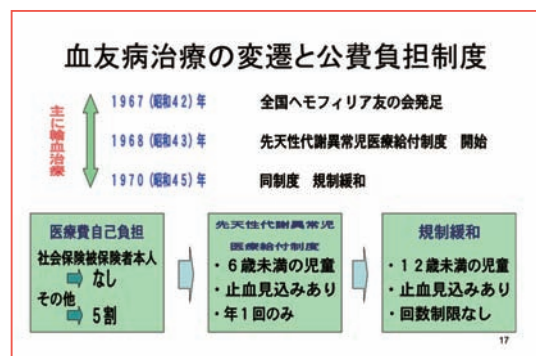 血友病治療の変遷と公費負担制度
主に輸血治療
1967(昭和42)年 全国ヘモフィリア友の会発足
1968(昭和43)年 先天性代謝異常児医療給付制度 開始
1970(昭和45)年 同制度 規制緩和
医療費自己負担
社会保険被保険者本人
なし
その他
5割
先天性代謝異常児
医療給付制度
・6歳未満の児童
・止血見込みあり
・年1回のみ
規制緩和
・12歳未満の児童
・止血見込みあり
・回数制限なし
17